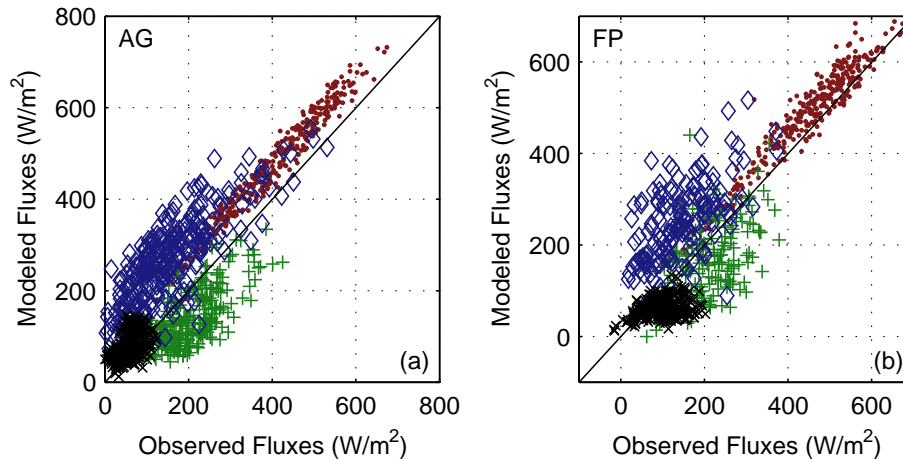 AG
800
600
400
200
0
Modeled Fluxes (W/m²)
0 200 400 600 800
Observed Fluxes (W/m²)
(a)
FP
600
400
200
0
Modeled Fluxes (W/m²)
0 200 400 600
Observed Fluxes (W/m²)
(b)